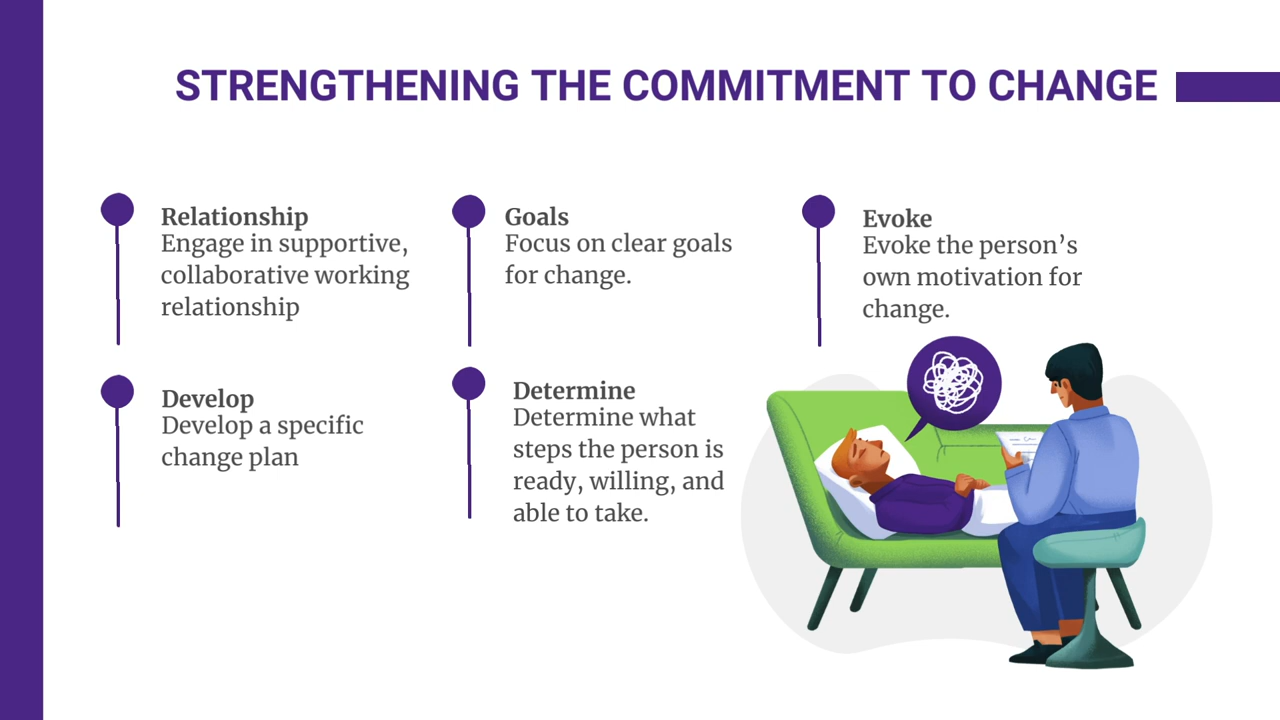 STRENGTHENING THE COMMITMENT TO CHANGE
Relationship
Engage in supportive,
collaborative working
relationship
Goals
Focus on clear goals
for change.
Evoke
Evoke the person’s
own motivation for
change.
Develop
Develop a specific
change plan
Determine
Determine what
steps the person is
ready, willing, and
able to take.